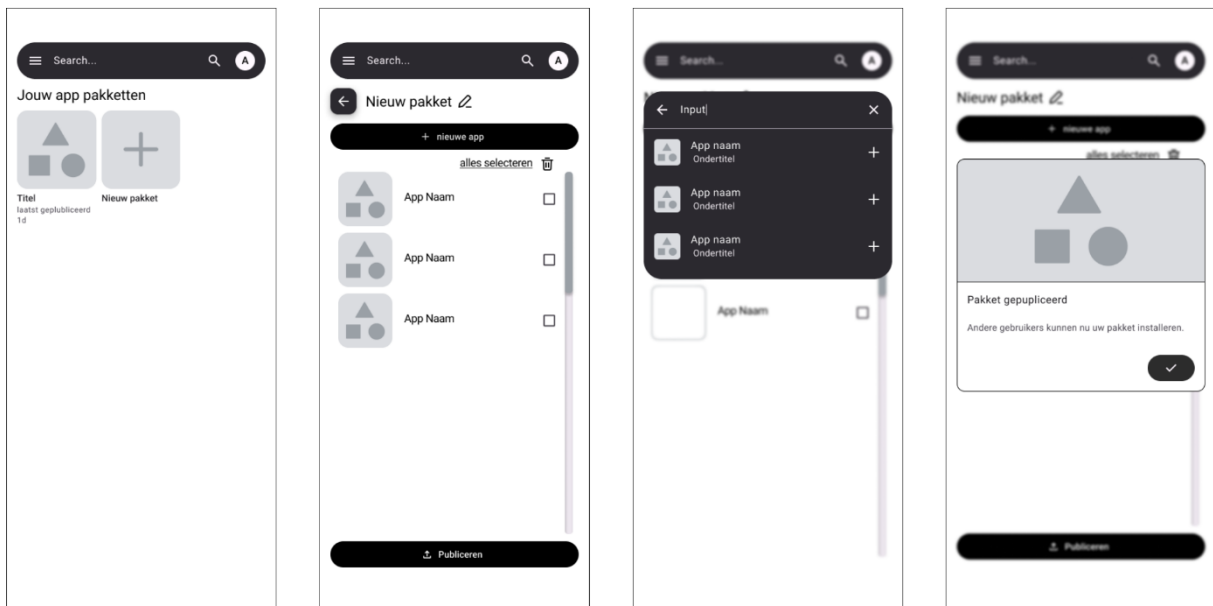 Search...
A
Jouw app pakketten
Titel
laatst geplubliceerd
1d
Nieuw pakket
Search...
A
Nieuw pakket
+ nieuwe app
alles selecteren
App Naam
App Naam
App Naam
Publiceren
Search...
A
Input
App naam
Ondertitel
App naam
Ondertitel
App naam
Ondertitel
App Naam
Search...
A
Nieuw pakket
+ nieuwe app
alles selecteren
Pakket gepupliceerd
Andere gebruikers kunnen nu uw pakket installeren.
Publiceren